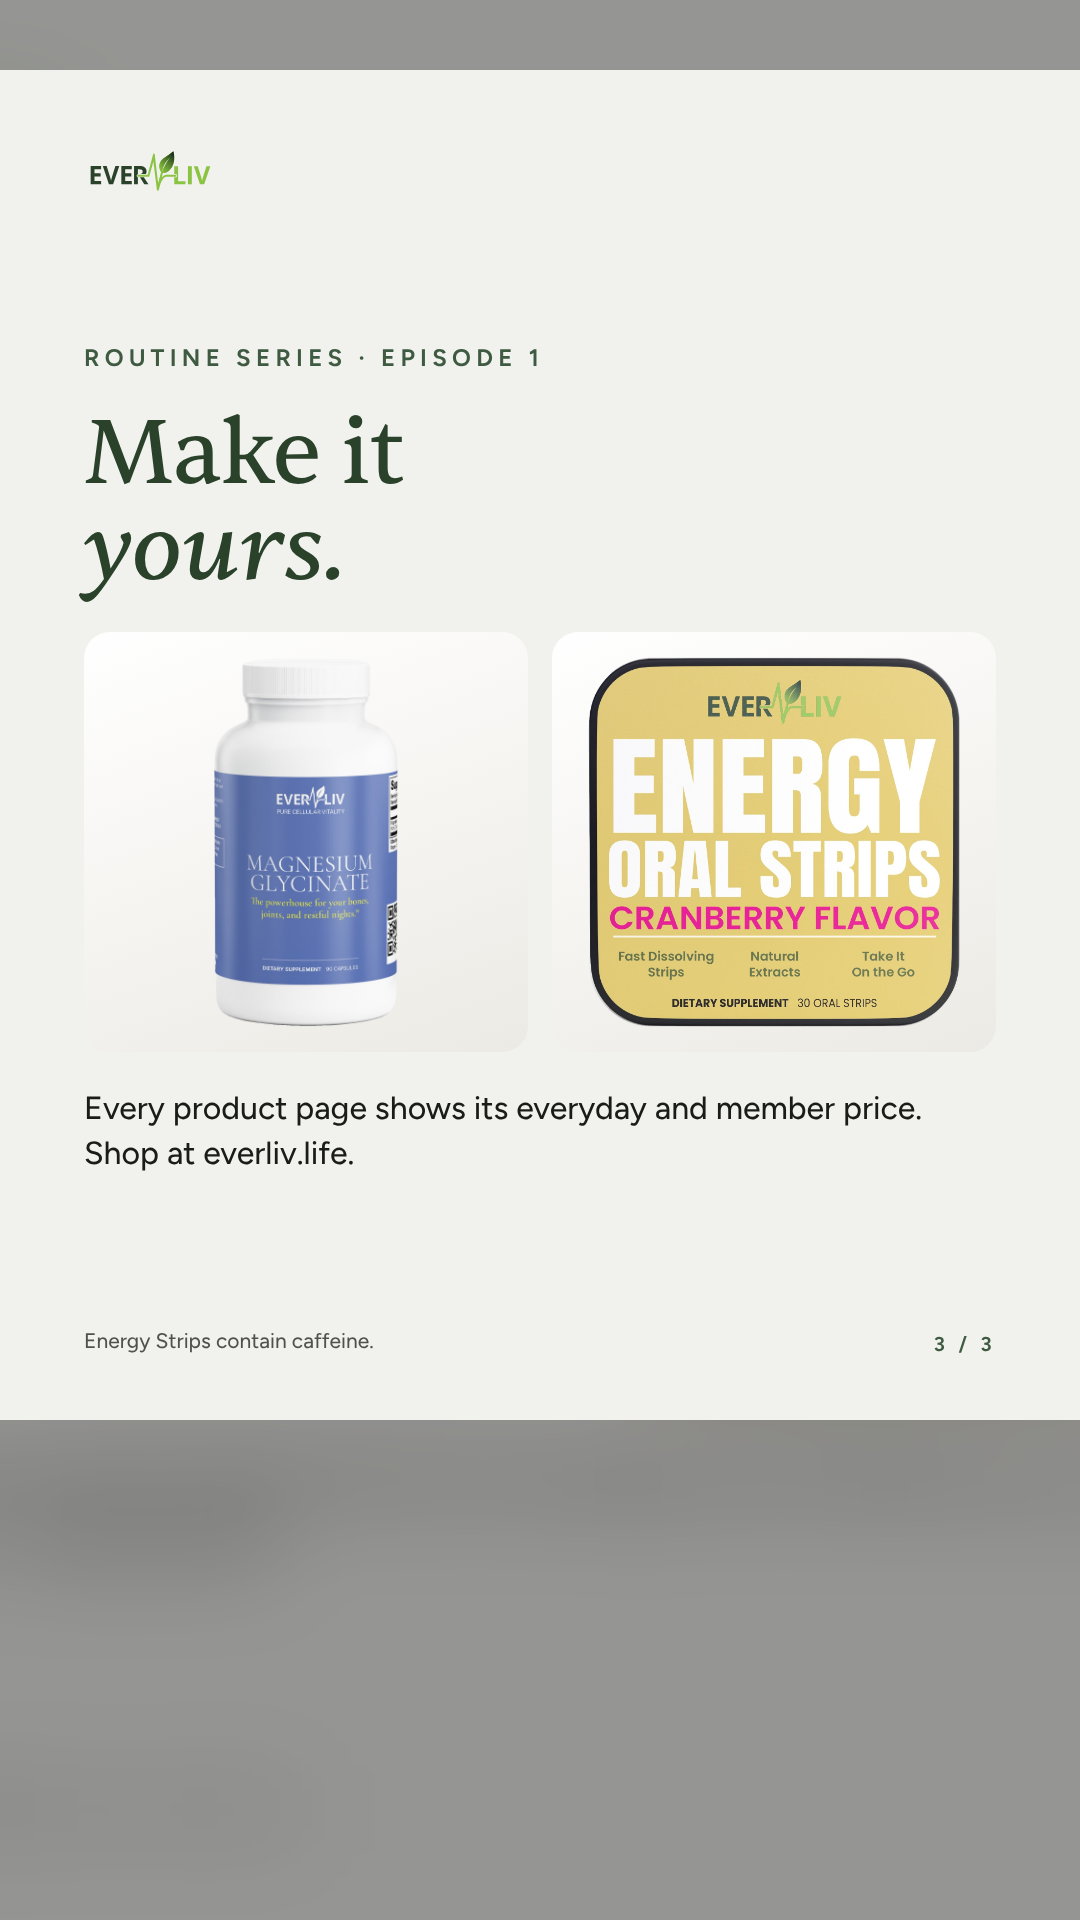 EVERLIV
ROUTINE SERIES · EPISODE 1
Make it
yours.
EVERLIV
PURE CELLULAR VITALITY
MAGNESIUM
GLYCINATE
The powerhouse for your bones,
joints, and restful nights.*
DIETARY SUPPLEMENT 90 CAPSULES
EVERLIV
ENERGY
ORAL STRIPS
CRANBERRY FLAVOR
Fast Dissolving Strips
Natural Extracts
Take It On the Go
DIETARY SUPPLEMENT 30 ORAL STRIPS
Every product page shows its everyday and member price.
Shop at everliv.life.
Energy Strips contain caffeine.
3 / 3